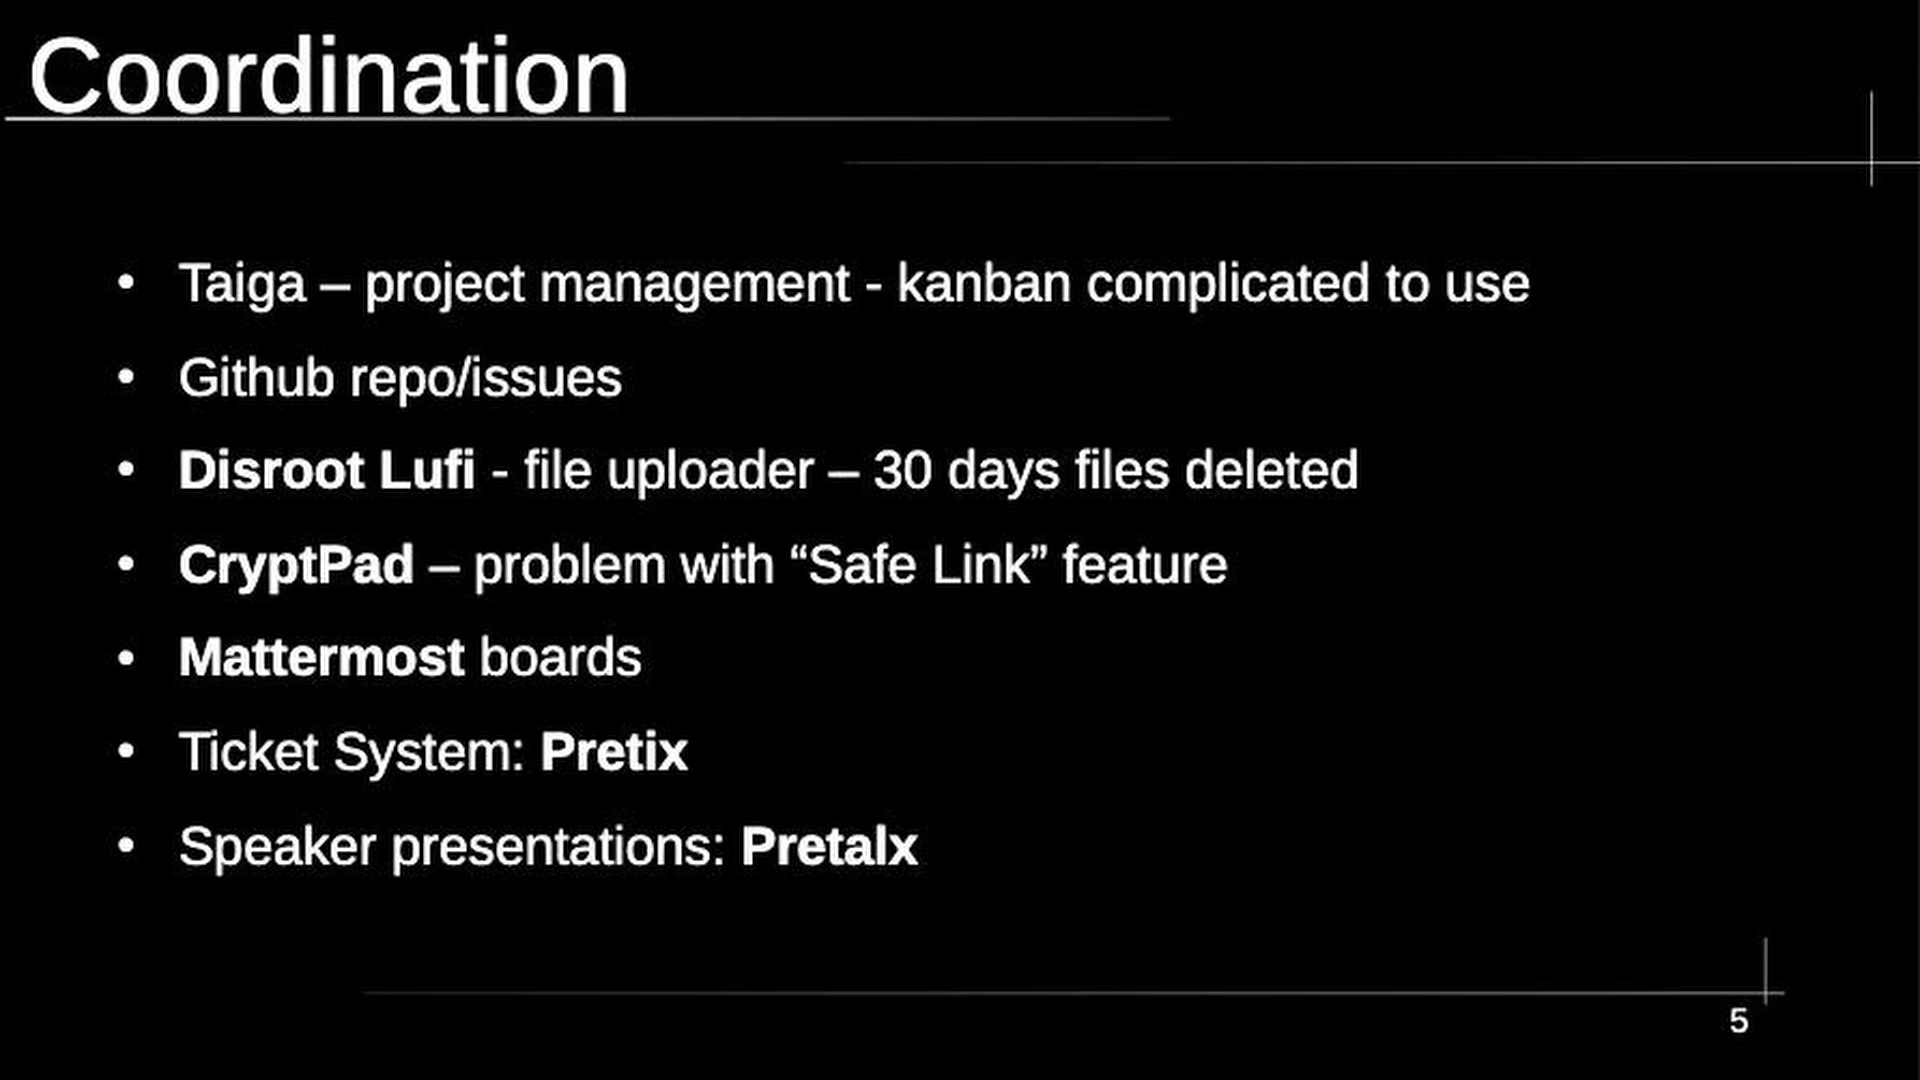 Coordination
• Taiga – project management - kanban complicated to use
• Github repo/issues
• Disroot Lufi - file uploader – 30 days files deleted
• CryptPad – problem with “Safe Link” feature
• Mattermost boards
• Ticket System: Pretix
• Speaker presentations: Pretalx
5